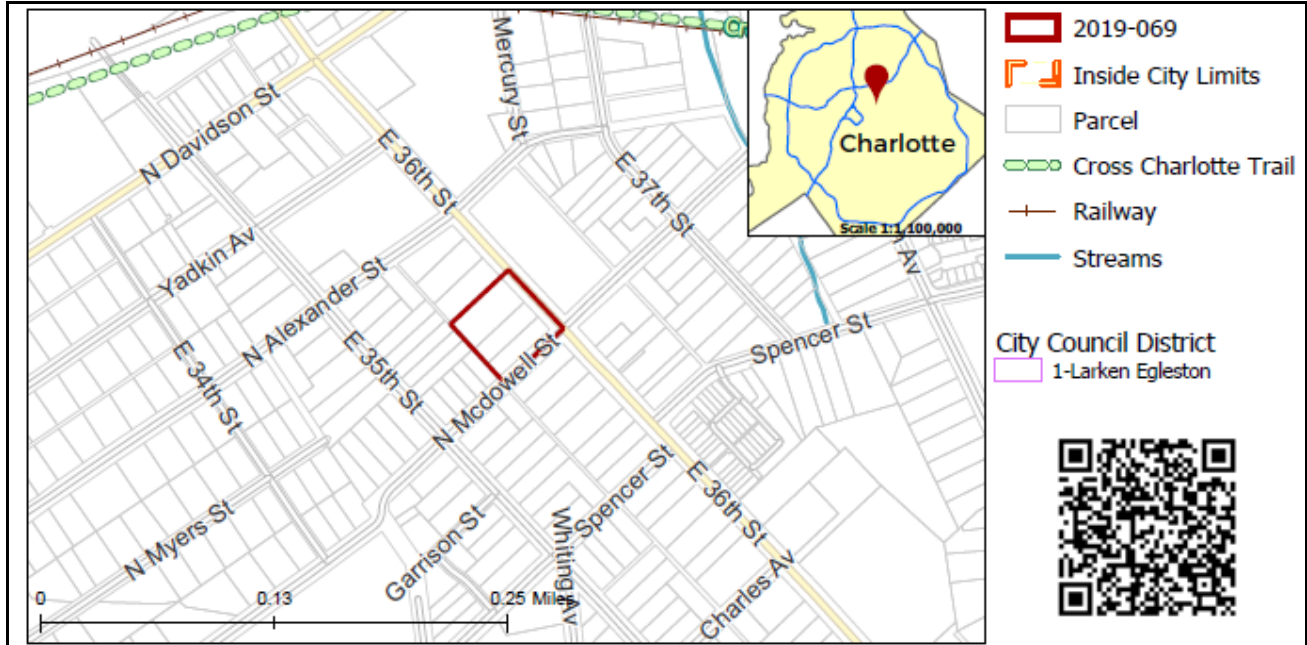 Mercury St
N Davidson St
E 36th St
E 37th St
Yadkin Av
N Alexander St
E 34th St
E 35th St
N Mcdowell St
Spencer St
N Myers St
Garrison St
Whiting Av
Spencer St
E 36th St
Charles Av
Av
0
0.13
0.25 Miles
Charlotte
Scale 1:1,100,000
2019-069
Inside City Limits
Parcel
Cross Charlotte Trail
Railway
Streams
City Council District
1-Larken Egleston